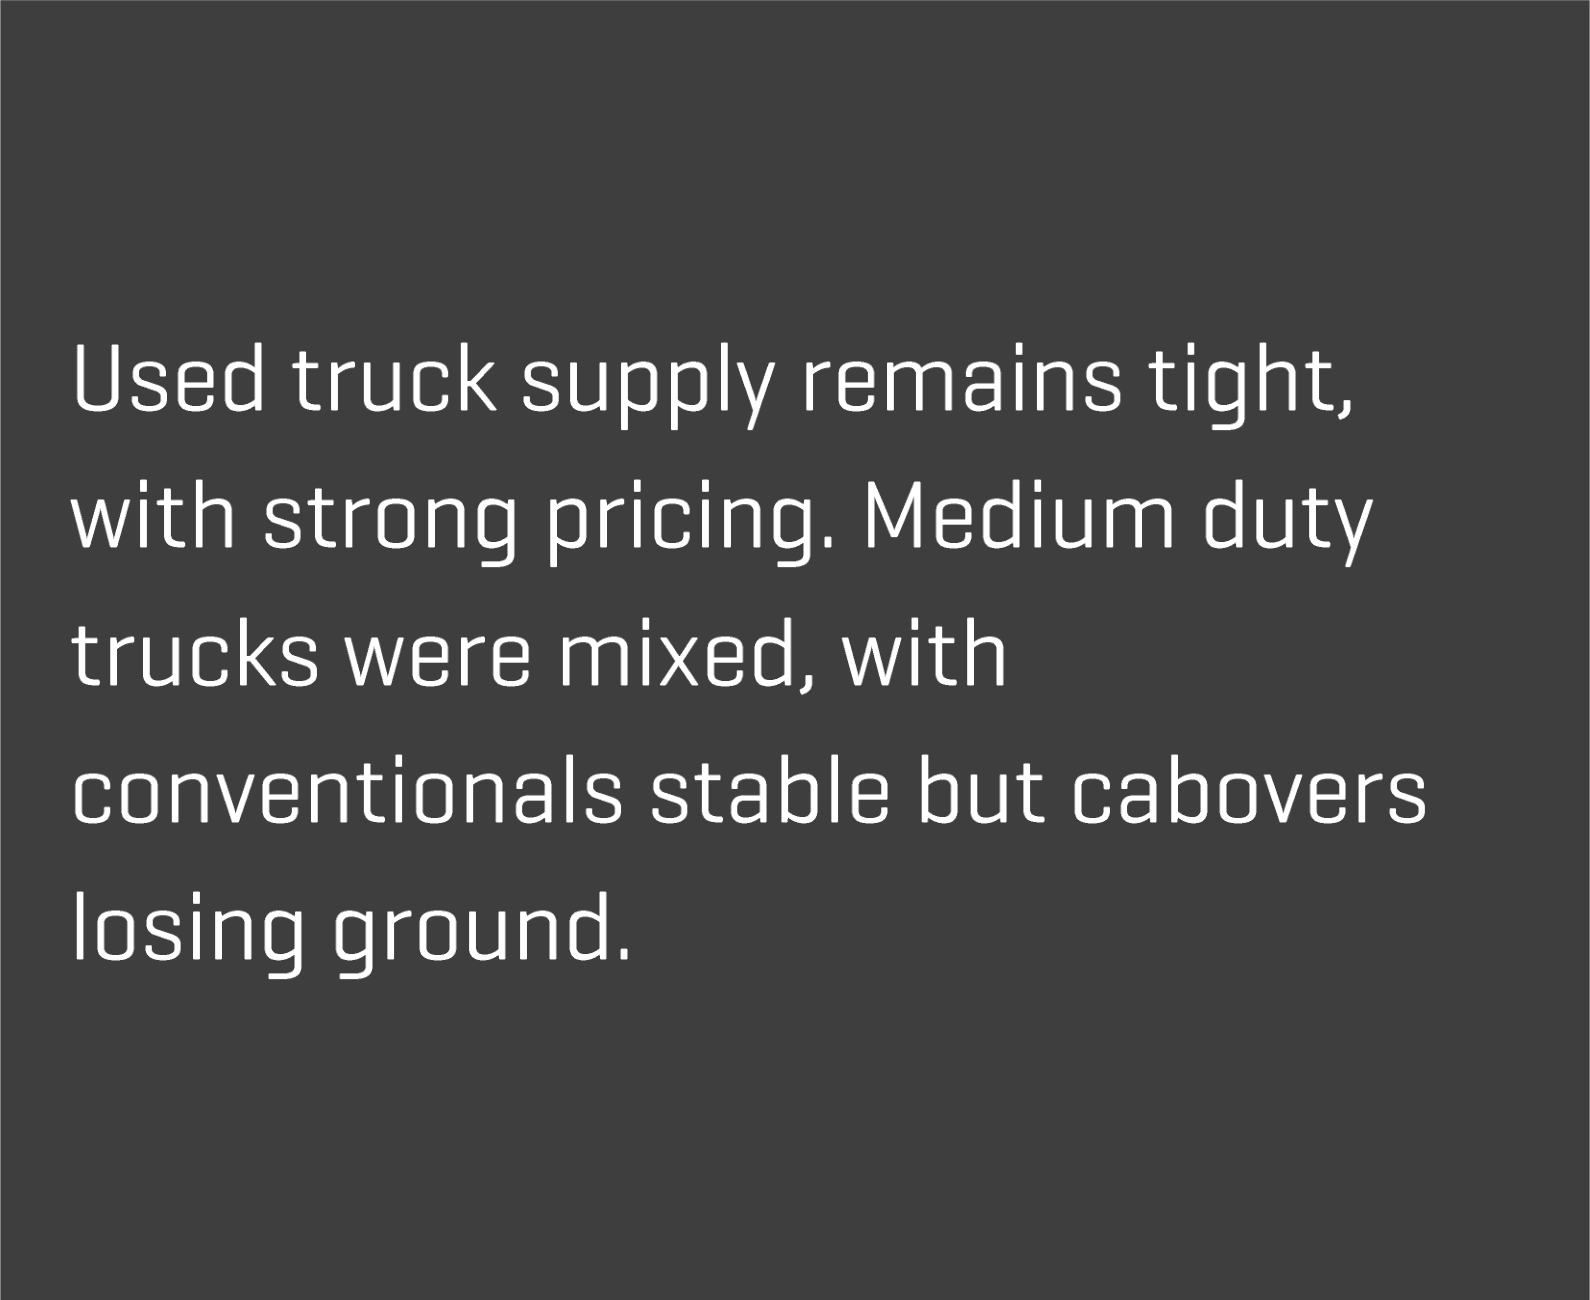 Used truck supply remains tight,
with strong pricing. Medium duty
trucks were mixed, with
conventionals stable but cabovers
losing ground.